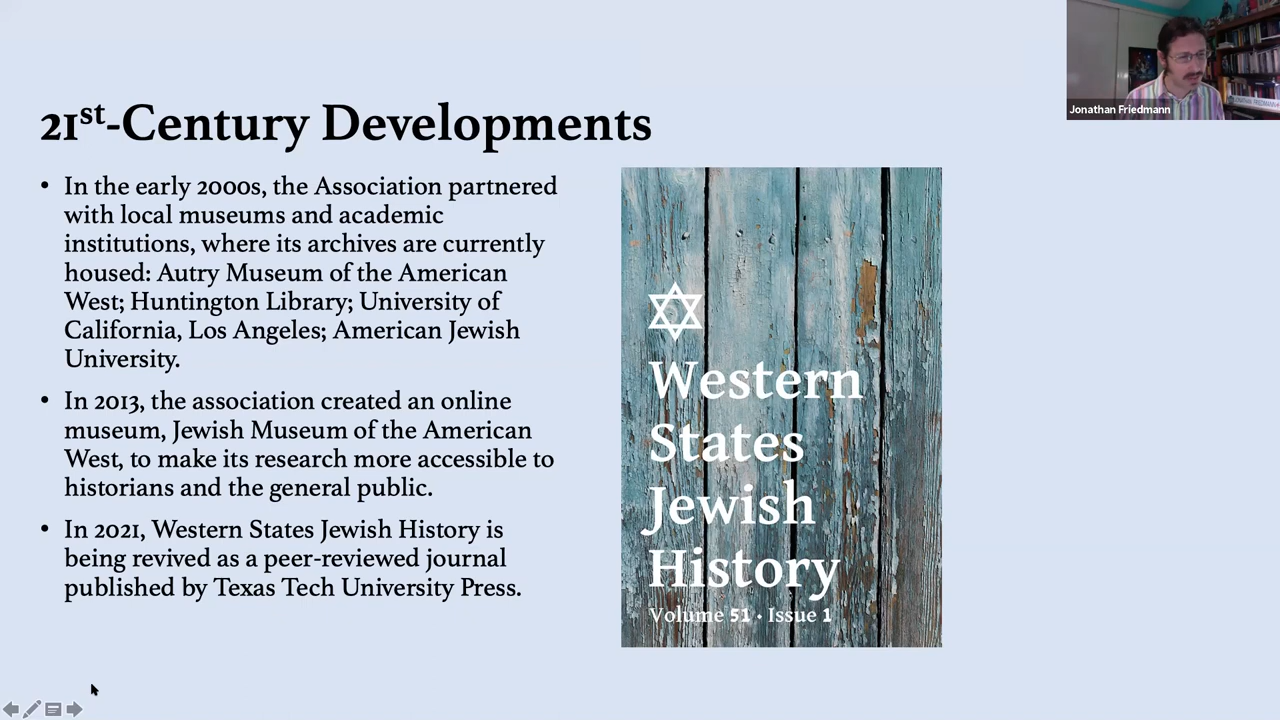 21st-Century Developments
• In the early 2000s, the Association partnered
with local museums and academic
institutions, where its archives are currently
housed: Autry Museum of the American
West; Huntington Library; University of
California, Los Angeles; American Jewish
University.
• In 2013, the association created an online
museum, Jewish Museum of the American
West, to make its research more accessible to
historians and the general public.
• In 2021, Western States Jewish History is
being revived as a peer-reviewed journal
published by Texas Tech University Press.
Western
States
Jewish
History
Volume 51 • Issue 1
Jonathan Friedmann